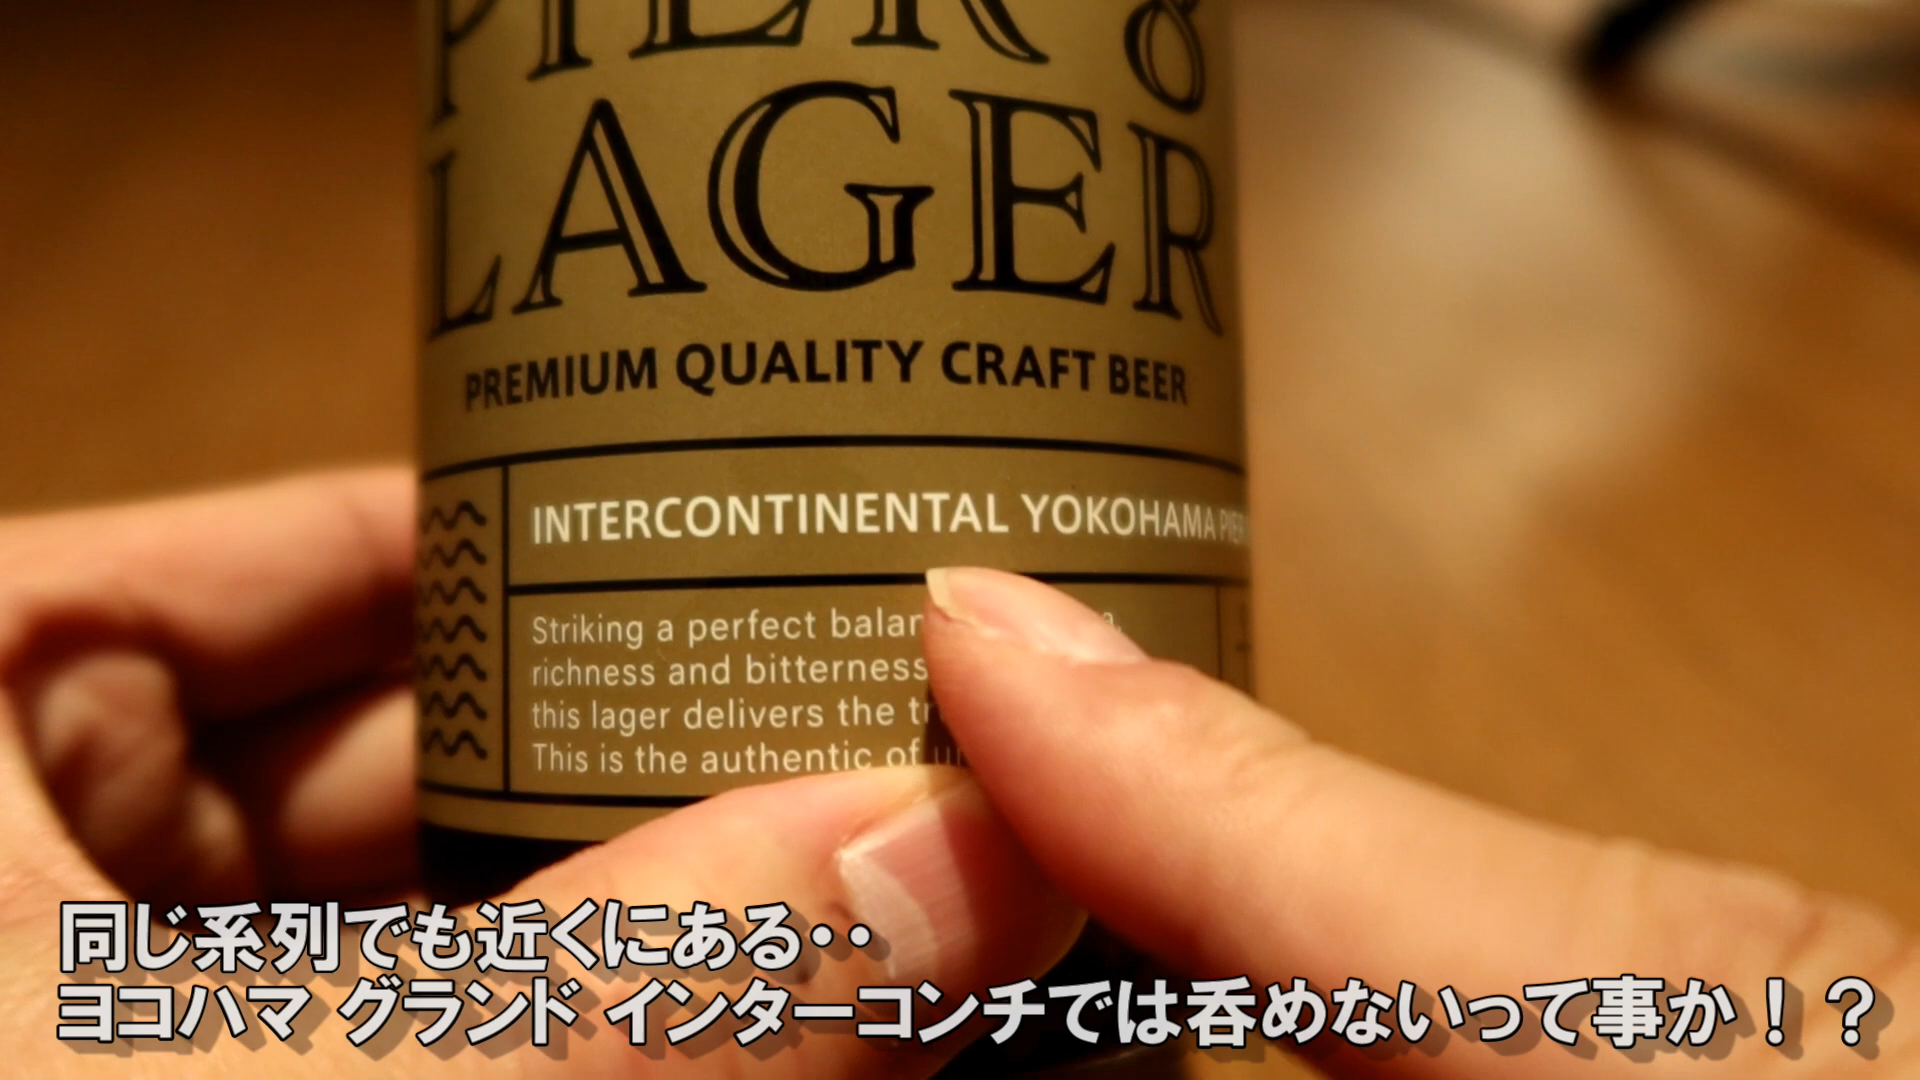 PIER 8
LAGER
PREMIUM QUALITY CRAFT BEER
INTERCONTINENTAL YOKOHAMA PIER
Striking a perfect
richness and bitterness
this lager delivers the
This is the authentic of
同じ系列でも近くにある‥
ヨコハマ グランド インターコンチでは呑めないって事か！？